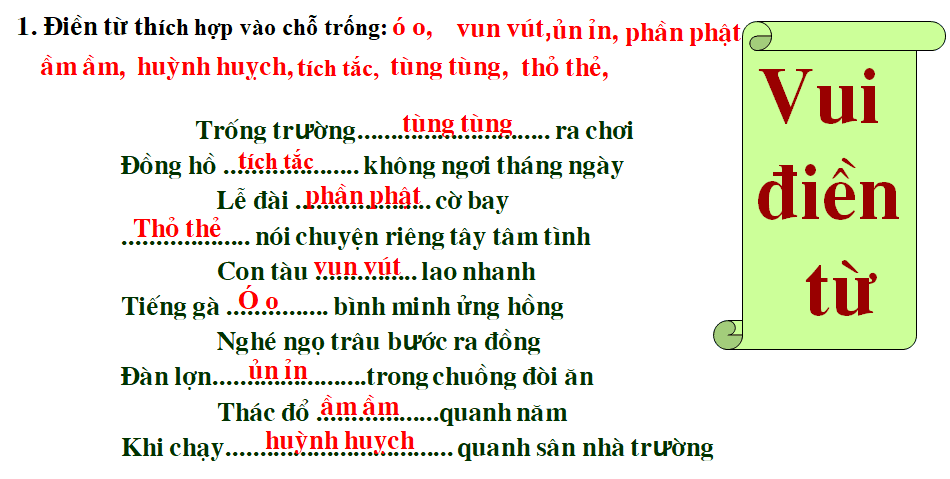 1. Điền từ thích hợp vào chỗ trống: ó o, vun vút,ủn ỉn, phần phật
ầm ầm, huỳnh huỵch, tích tắc, tùng tùng, thỏ thẻ,
Trống trường............tùng tùng............ ra chơi
Đồng hồ ....tích tắc.... không ngơi tháng ngày
Lễ đài ....phần phật.... cờ bay
....Thỏ thẻ.... nói chuyện riêng tây tâm tình
Con tàu ....vun vút.... lao nhanh
Tiếng gà ....Ó o.... bình minh ửng hồng
Nghé ngọ trâu bước ra đồng
Đàn lợn........ủn ỉn........trong chuồng đòi ăn
Thác đổ ....ầm ầm....quanh năm
Khi chạy........huỳnh huỵch........ quanh sân nhà trường
Vui
điền
từ